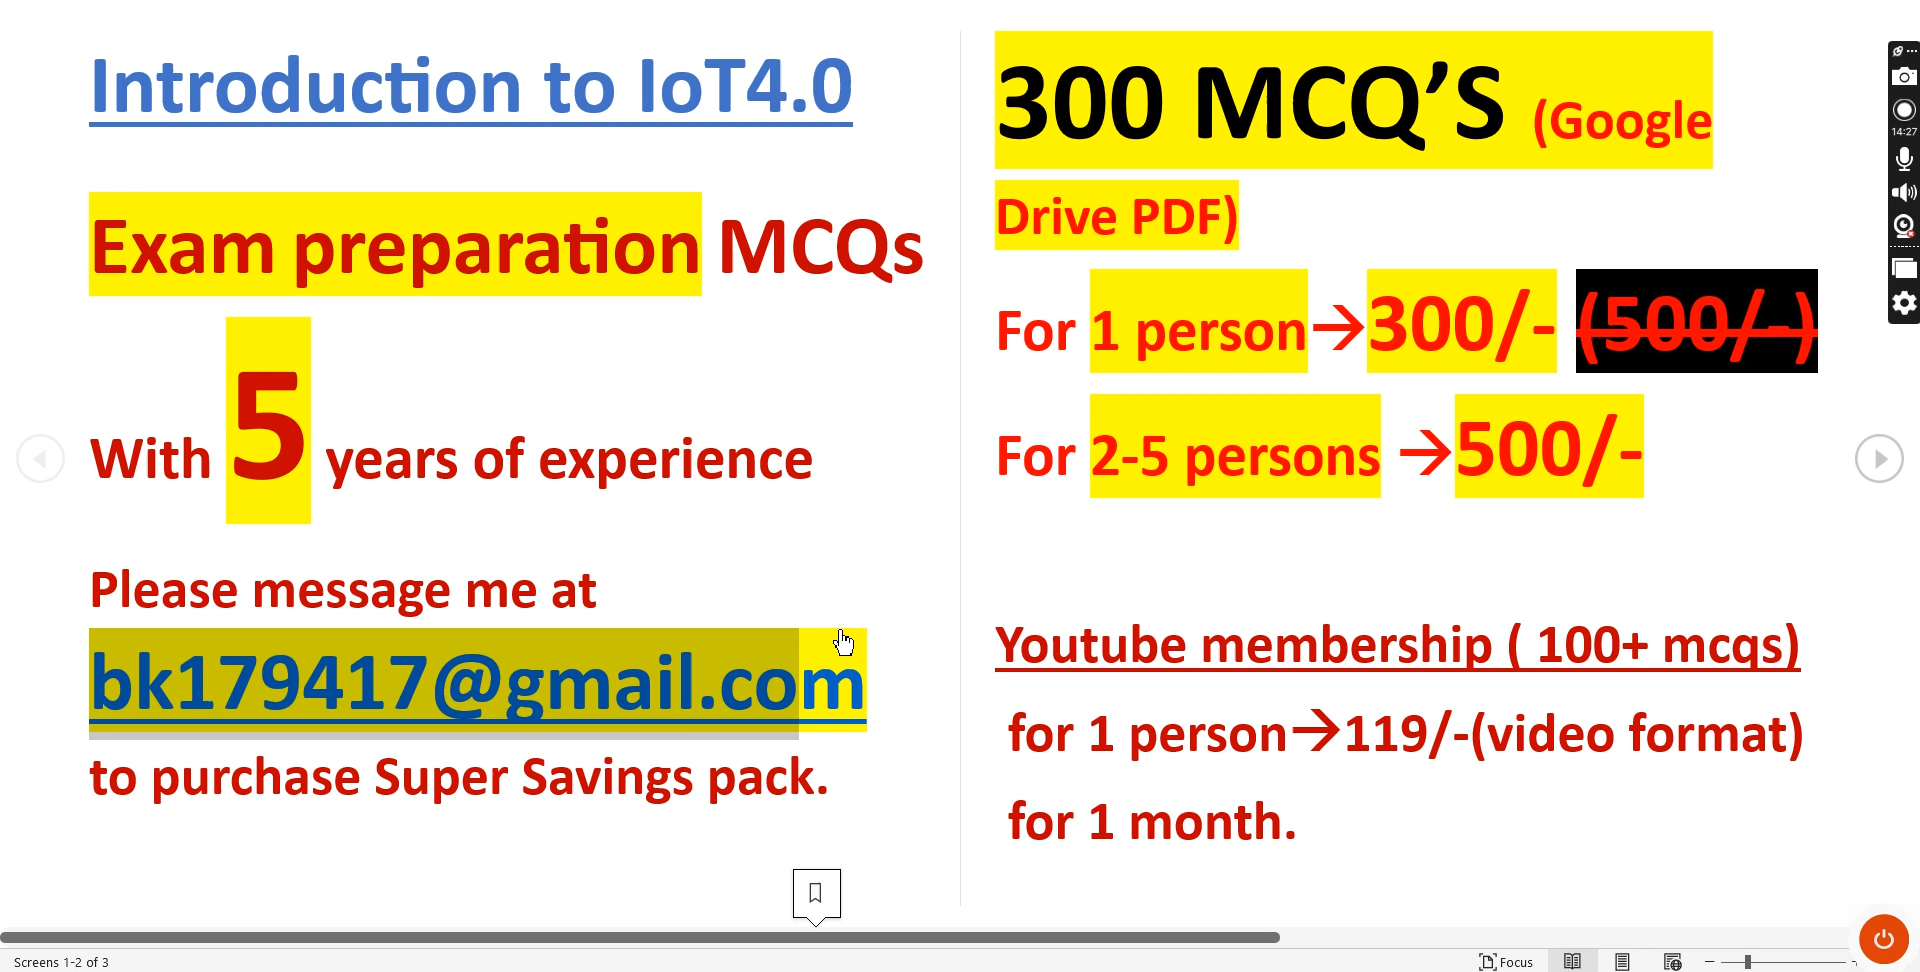 Introduction to IoT4.0
Exam preparation MCQs
With 5 years of experience
Please message me at
bk179417@gmail.com
to purchase Super Savings pack.
300 MCQ’S (Google
Drive PDF)
For 1 person→300/- (500/-)
For 2-5 persons →500/-
Youtube membership ( 100+ mcqs)
for 1 person→119/-(video format)
for 1 month.
14:27
Screens 1-2 of 3
Focus